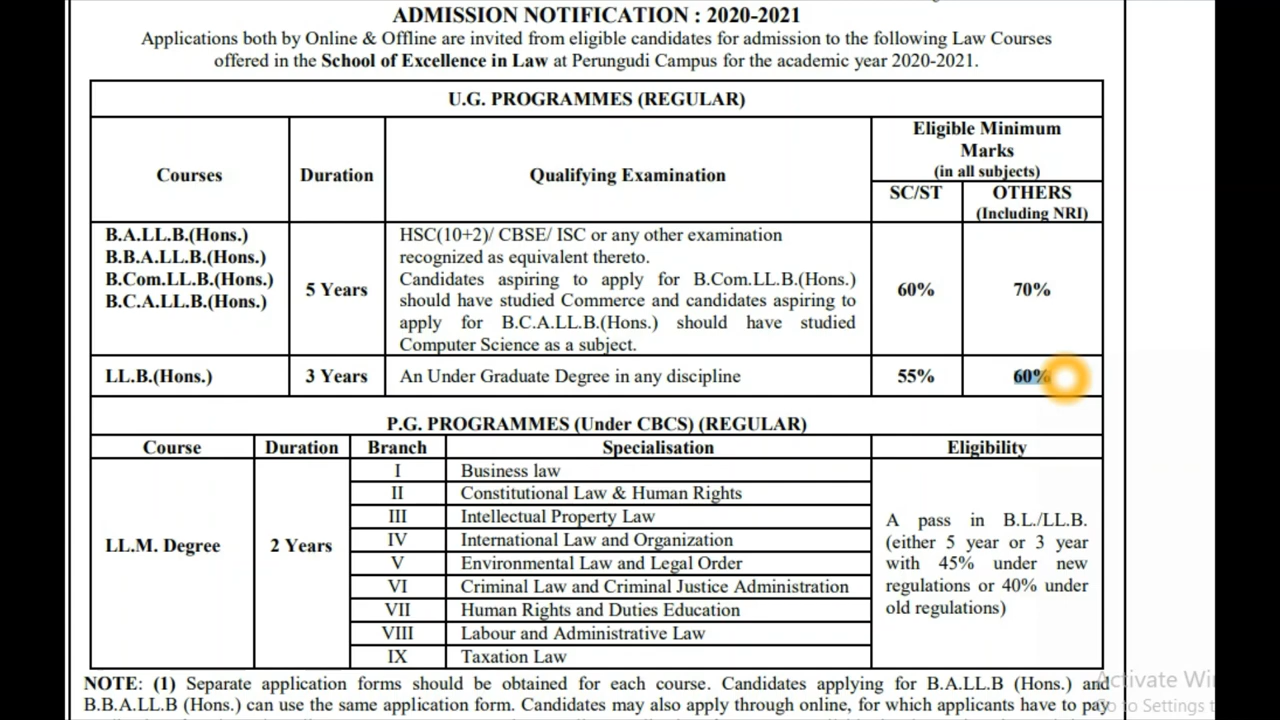 ADMISSION NOTIFICATION : 2020-2021
Applications both by Online & Offline are invited from eligible candidates for admission to the following Law Courses
offered in the School of Excellence in Law at Perungudi Campus for the academic year 2020-2021.
U.G. PROGRAMMES (REGULAR)
Courses
Duration
Qualifying Examination
Eligible Minimum
Marks
(in all subjects)
SC/ST
OTHERS
(Including NRI)
B.A.LL.B.(Hons.)
B.B.A.LL.B.(Hons.)
B.Com.LL.B.(Hons.)
B.C.A.LL.B.(Hons.)
5 Years
HSC(10+2)/ CBSE/ ISC or any other examination
recognized as equivalent thereto.
Candidates aspiring to apply for B.Com.LL.B.(Hons.)
should have studied Commerce and candidates aspiring to
apply for B.C.A.LL.B.(Hons.) should have studied
Computer Science as a subject.
60%
70%
LL.B.(Hons.)
3 Years
An Under Graduate Degree in any discipline
55%
60%
P.G. PROGRAMMES (Under CBCS) (REGULAR)
Course
Duration
Branch
Specialisation
Eligibility
LL.M. Degree
2 Years
I Business law
II Constitutional Law & Human Rights
III Intellectual Property Law
IV International Law and Organization
V Environmental Law and Legal Order
VI Criminal Law and Criminal Justice Administration
VII Human Rights and Duties Education
VIII Labour and Administrative Law
IX Taxation Law
A pass in B.L./LL.B.
(either 5 year or 3 year
with 45% under new
regulations or 40% under
old regulations)
NOTE: (1) Separate application forms should be obtained for each course. Candidates applying for B.A.LL.B (Hons.) and
B.B.A.LL.B (Hons.) can use the same application form. Candidates may also apply through online, for which applicants have to pay
Activate Wi
Go to Settings t